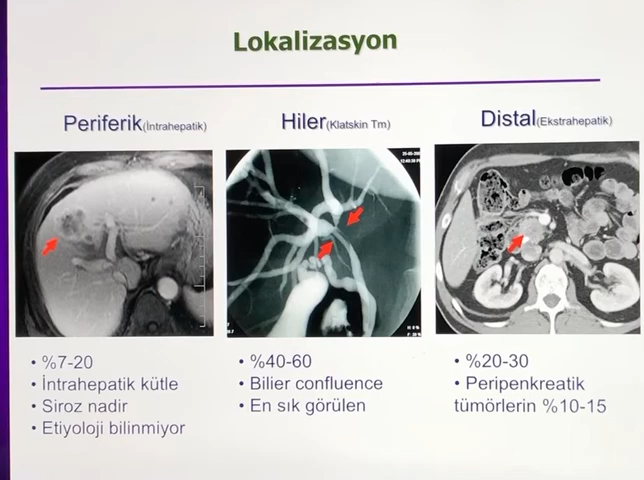 Lokalizasyon
Periferik(İntrahepatik)
Hiler(Klatskin Tm)
Distal(Ekstrahepatik)
• %7-20
• İntrahepatik kütle
• Siroz nadir
• Etiyoloji bilinmiyor
• %40-60
• Bilier confluence
• En sık görülen
• %20-30
• Peripenkreatik
tümörlerin %10-15